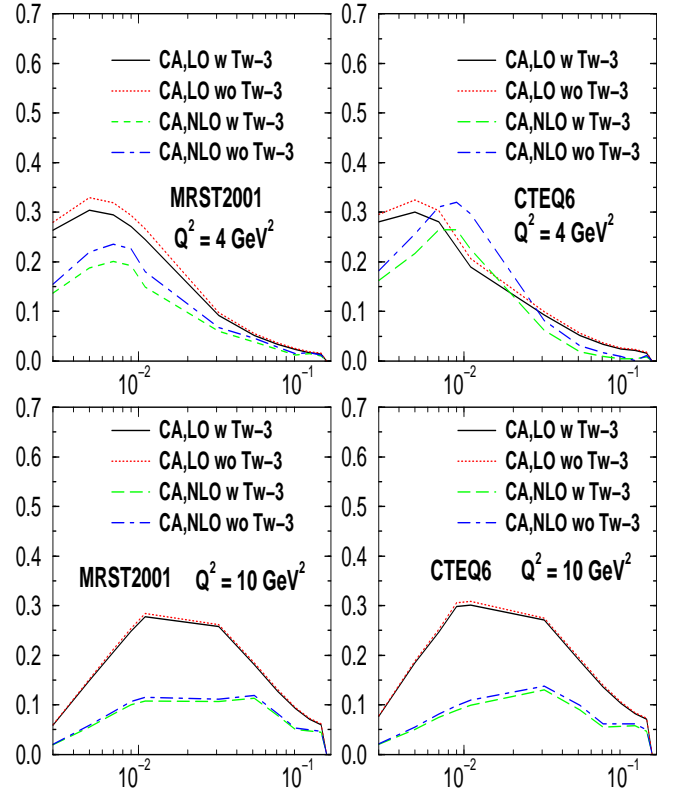 0.7
0.6
0.5
0.4
0.3
0.2
0.1
0.0
CA,LO w Tw−3
CA,LO wo Tw−3
CA,NLO w Tw−3
CA,NLO wo Tw−3
MRST2001
Q² = 4 GeV²
10⁻² 10⁻¹
0.7
0.6
0.5
0.4
0.3
0.2
0.1
0.0
CA,LO w Tw−3
CA,LO wo Tw−3
CA,NLO w Tw−3
CA,NLO wo Tw−3
CTEQ6
Q² = 4 GeV²
10⁻² 10⁻¹
0.7
0.6
0.5
0.4
0.3
0.2
0.1
0.0
CA,LO w Tw−3
CA,LO wo Tw−3
CA,NLO w Tw−3
CA,NLO wo Tw−3
MRST2001 Q² = 10 GeV²
10⁻² 10⁻¹
0.7
0.6
0.5
0.4
0.3
0.2
0.1
0.0
CA,LO w Tw−3
CA,LO wo Tw−3
CA,NLO w Tw−3
CA,NLO wo Tw−3
CTEQ6 Q² = 10 GeV²
10⁻² 10⁻¹